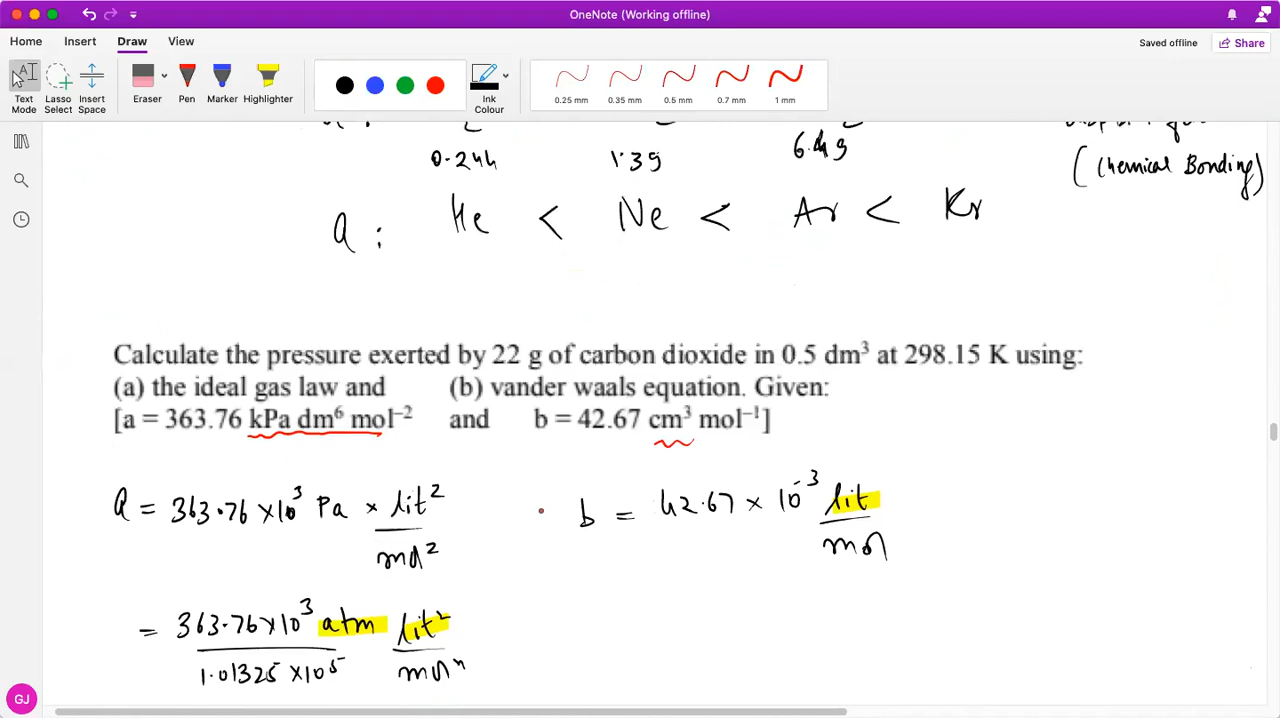 OneNote (Working offline)
Home Insert Draw View
Saved offline
Share
Text Mode
Lasso Select
Insert Space
Eraser
Pen
Marker
Highlighter
Ink Colour
0.25 mm
0.35 mm
0.5 mm
0.7 mm
1 mm
0.244 1.39 6.49
(Chemical Bonding)
a : He < Ne < Ar < Kr
Calculate the pressure exerted by 22 g of carbon dioxide in 0.5 dm³ at 298.15 K using:
(a) the ideal gas law and (b) vander waals equation. Given:
[a = 363.76 kPa dm⁶ mol⁻² and b = 42.67 cm³ mol⁻¹]
a = 363.76 × 10³ Pa × lit²
mol²
b = 42.67 × 10⁻³ lit
mol
= 363.76 × 10³ atm lit²
1.01325 × 10⁵ mol²
GJ